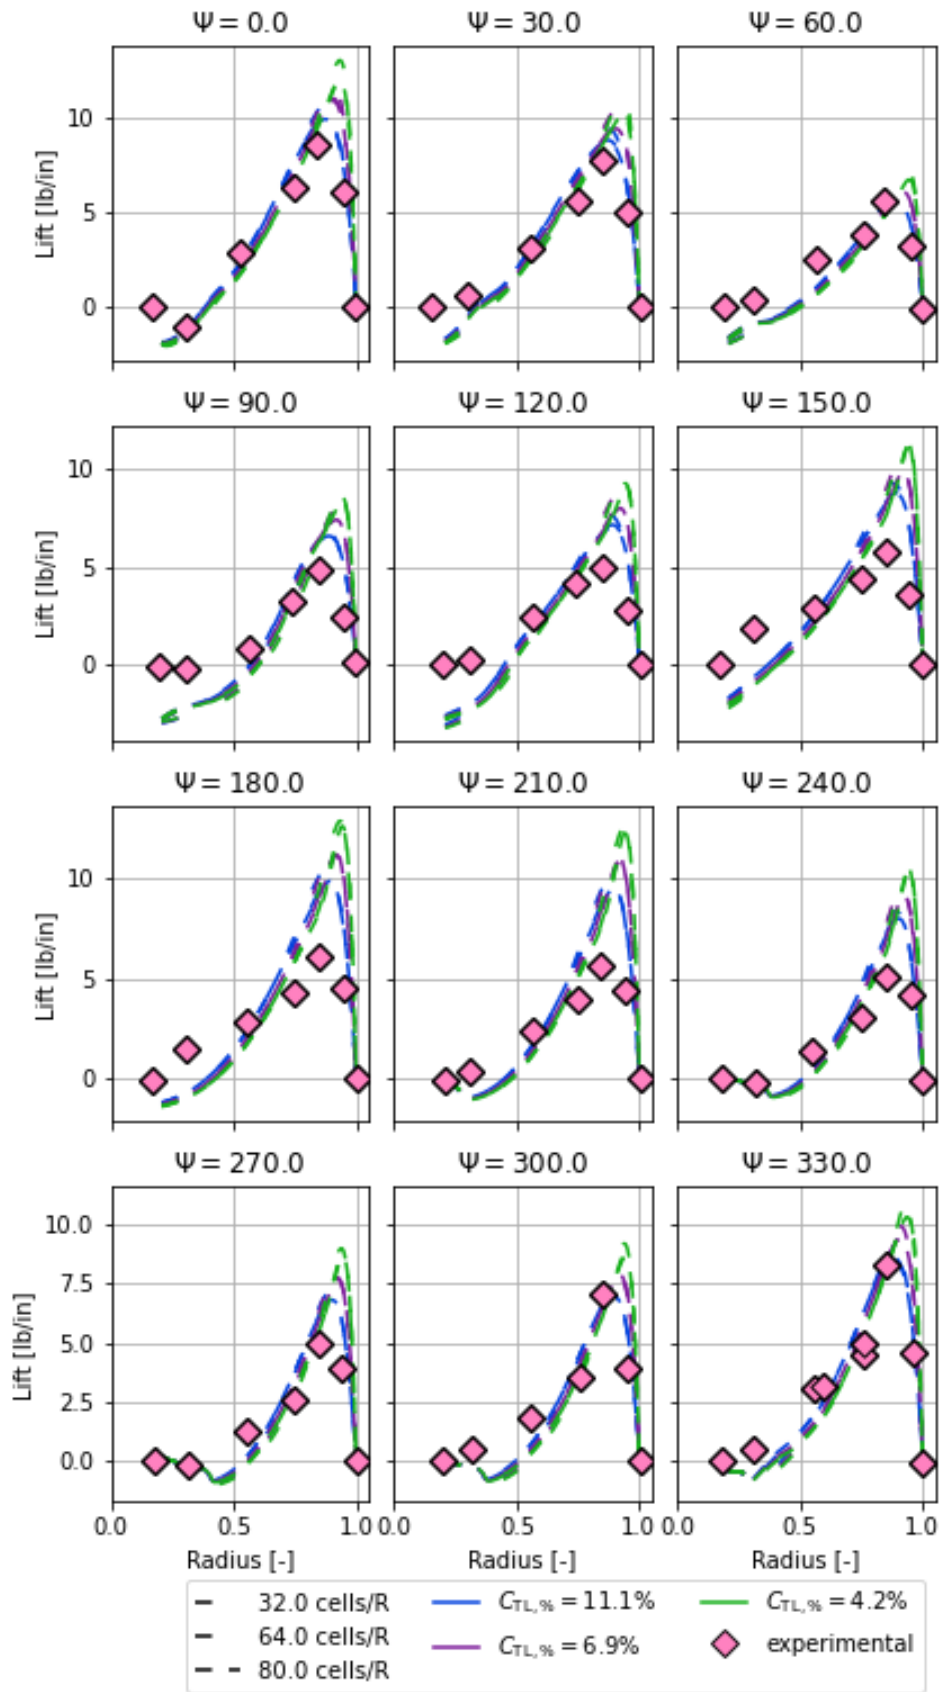 Ψ = 0.0 Ψ = 30.0 Ψ = 60.0
10
5
0
Lift [lb/in]
Ψ = 90.0 Ψ = 120.0 Ψ = 150.0
10
5
0
Lift [lb/in]
Ψ = 180.0 Ψ = 210.0 Ψ = 240.0
10
5
0
Lift [lb/in]
Ψ = 270.0 Ψ = 300.0 Ψ = 330.0
10.0
7.5
5.0
2.5
0.0
Lift [lb/in]
0.0 0.5 1.0 0.0 0.5 1.0 0.0 0.5 1.0
Radius [-] Radius [-] Radius [-]
32.0 cells/R C_TL,% = 11.1% C_TL,% = 4.2%
64.0 cells/R C_TL,% = 6.9% experimental
80.0 cells/R